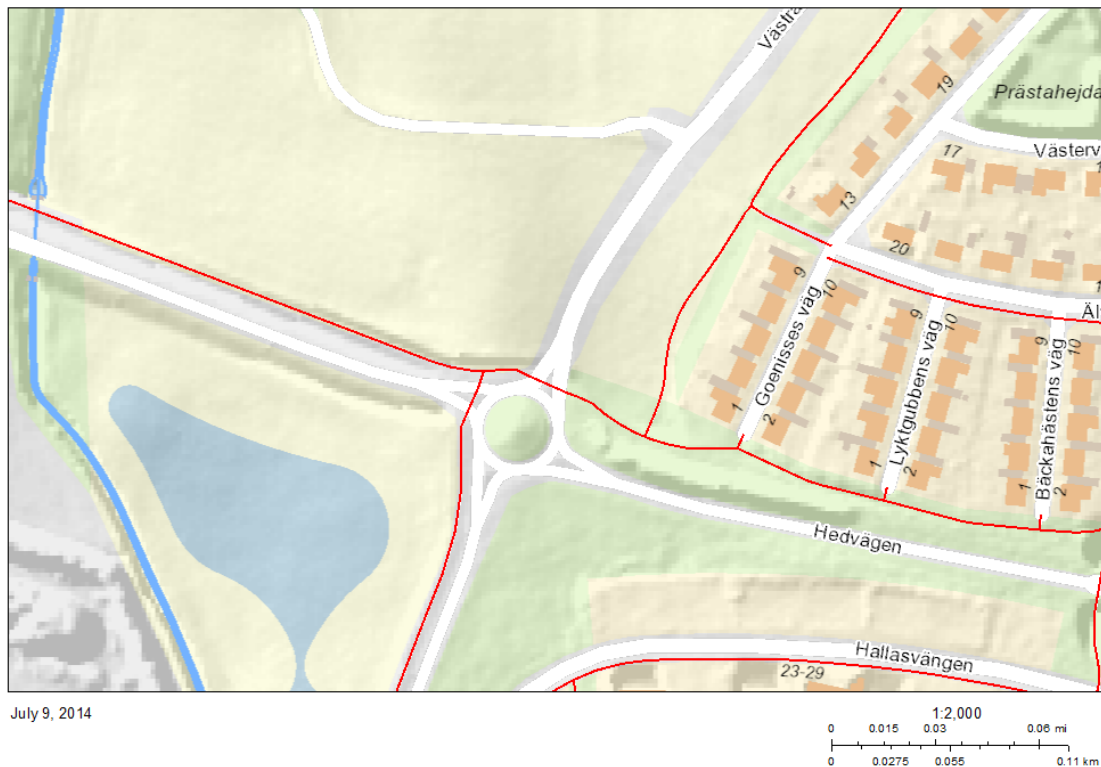 Västra
19
Prästahejda
Västerv
17
1
13
20
1
Äl
9
10
Goenisses väg
1
2
9
10
Lyktgubbens väg
1
2
9
10
Bäckahästens väg
1
2
Hedvägen
Hallasvängen
23-29
July 9, 2014
1:2,000
0 0.015 0.03 0.06 mi
0 0.0275 0.055 0.11 km